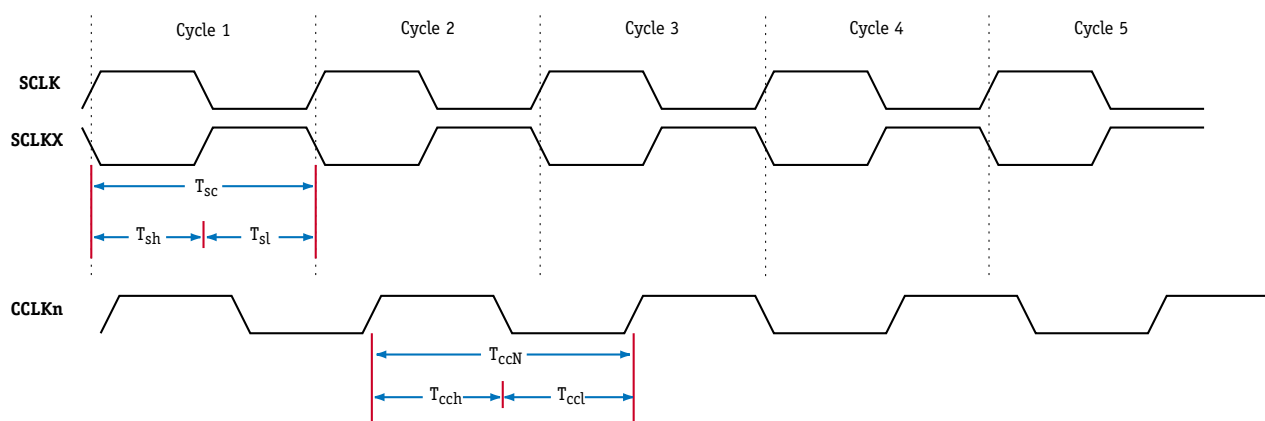 Cycle 1 Cycle 2 Cycle 3 Cycle 4 Cycle 5
SCLK
SCLKX
Tsc
Tsh Tsl
CCLKn
TccN
Tcch Tccl